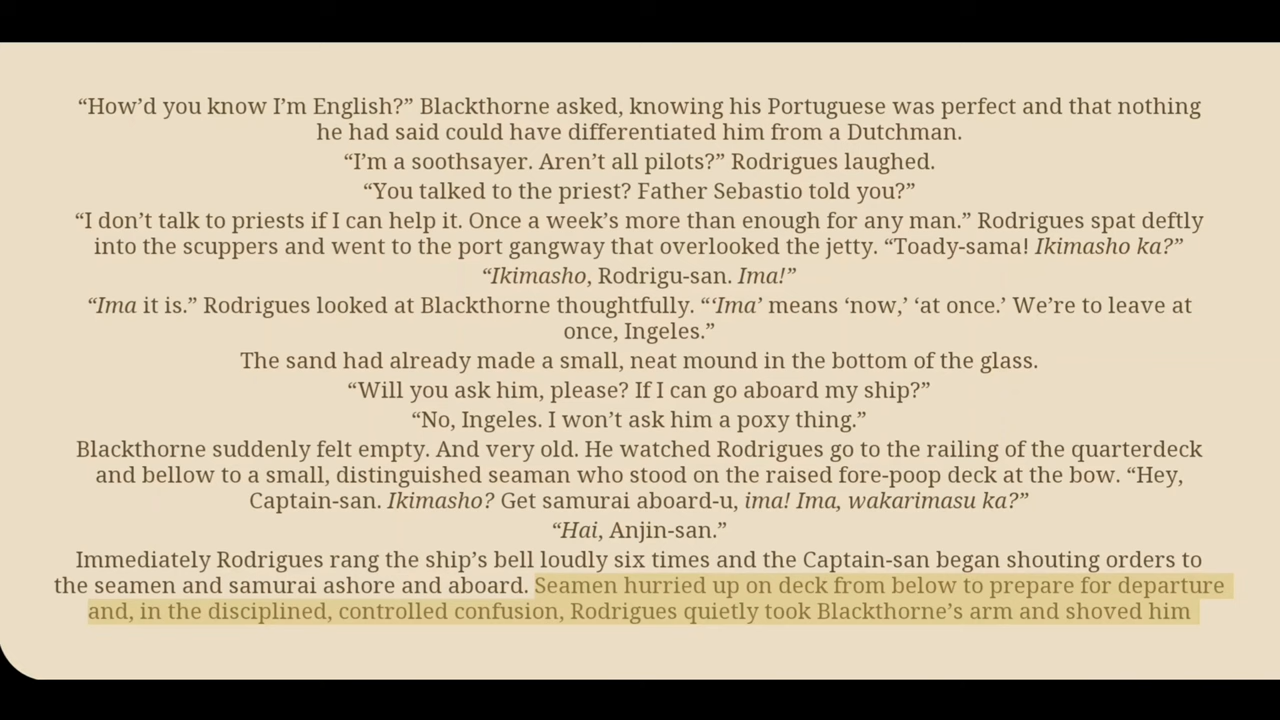 “How’d you know I’m English?” Blackthorne asked, knowing his Portuguese was perfect and that nothing
he had said could have differentiated him from a Dutchman.
“I’m a soothsayer. Aren’t all pilots?” Rodrigues laughed.
“You talked to the priest? Father Sebastio told you?”
“I don’t talk to priests if I can help it. Once a week’s more than enough for any man.” Rodrigues spat deftly
into the scuppers and went to the port gangway that overlooked the jetty. “Toady-sama! Ikimasho ka?”
“Ikimasho, Rodrigu-san. Ima!”
“Ima it is.” Rodrigues looked at Blackthorne thoughtfully. “‘Ima’ means ‘now,’ ‘at once.’ We’re to leave at
once, Ingeles.”
The sand had already made a small, neat mound in the bottom of the glass.
“Will you ask him, please? If I can go aboard my ship?”
“No, Ingeles. I won’t ask him a poxy thing.”
Blackthorne suddenly felt empty. And very old. He watched Rodrigues go to the railing of the quarterdeck
and bellow to a small, distinguished seaman who stood on the raised fore-poop deck at the bow. “Hey,
Captain-san. Ikimasho? Get samurai aboard-u, ima! Ima, wakarimasu ka?”
“Hai, Anjin-san.”
Immediately Rodrigues rang the ship’s bell loudly six times and the Captain-san began shouting orders to
the seamen and samurai ashore and aboard. Seamen hurried up on deck from below to prepare for departure
and, in the disciplined, controlled confusion, Rodrigues quietly took Blackthorne’s arm and shoved him